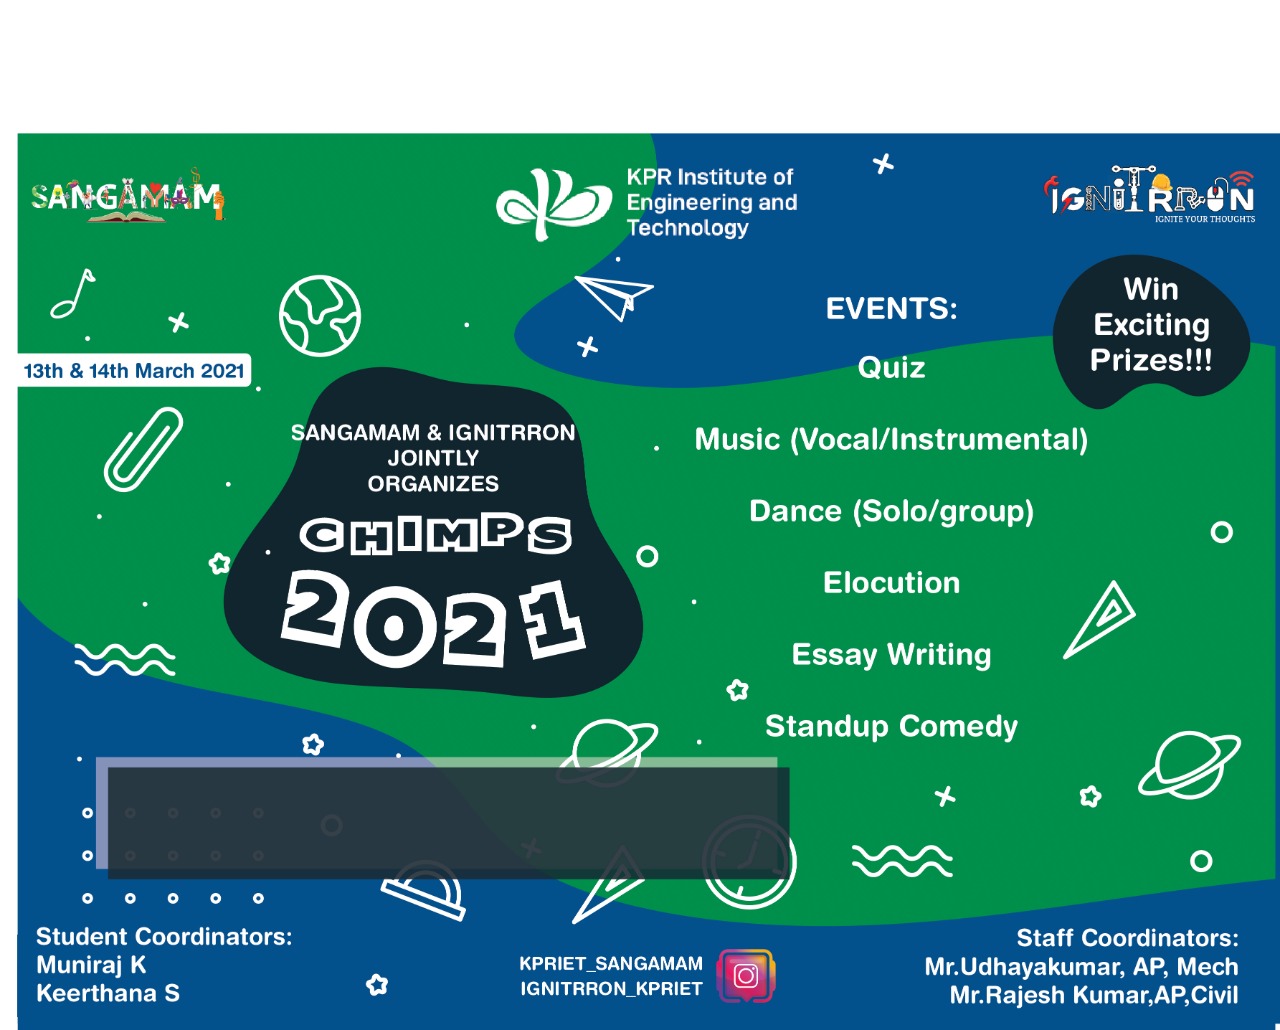 SANGAMAM
KPR Institute of
Engineering and
Technology
IGNITRRON
IGNITE YOUR THOUGHTS
Win
Exciting
Prizes!!!
13th & 14th March 2021
SANGAMAM & IGNITRRON
JOINTLY
ORGANIZES
CHIMPS
2021
EVENTS:
Quiz
Music (Vocal/Instrumental)
Dance (Solo/group)
Elocution
Essay Writing
Standup Comedy
Student Coordinators:
Muniraj K
Keerthana S
KPRIET_SANGAMAM
IGNITRRON_KPRIET
Staff Coordinators:
Mr.Udhayakumar, AP, Mech
Mr.Rajesh Kumar,AP,Civil